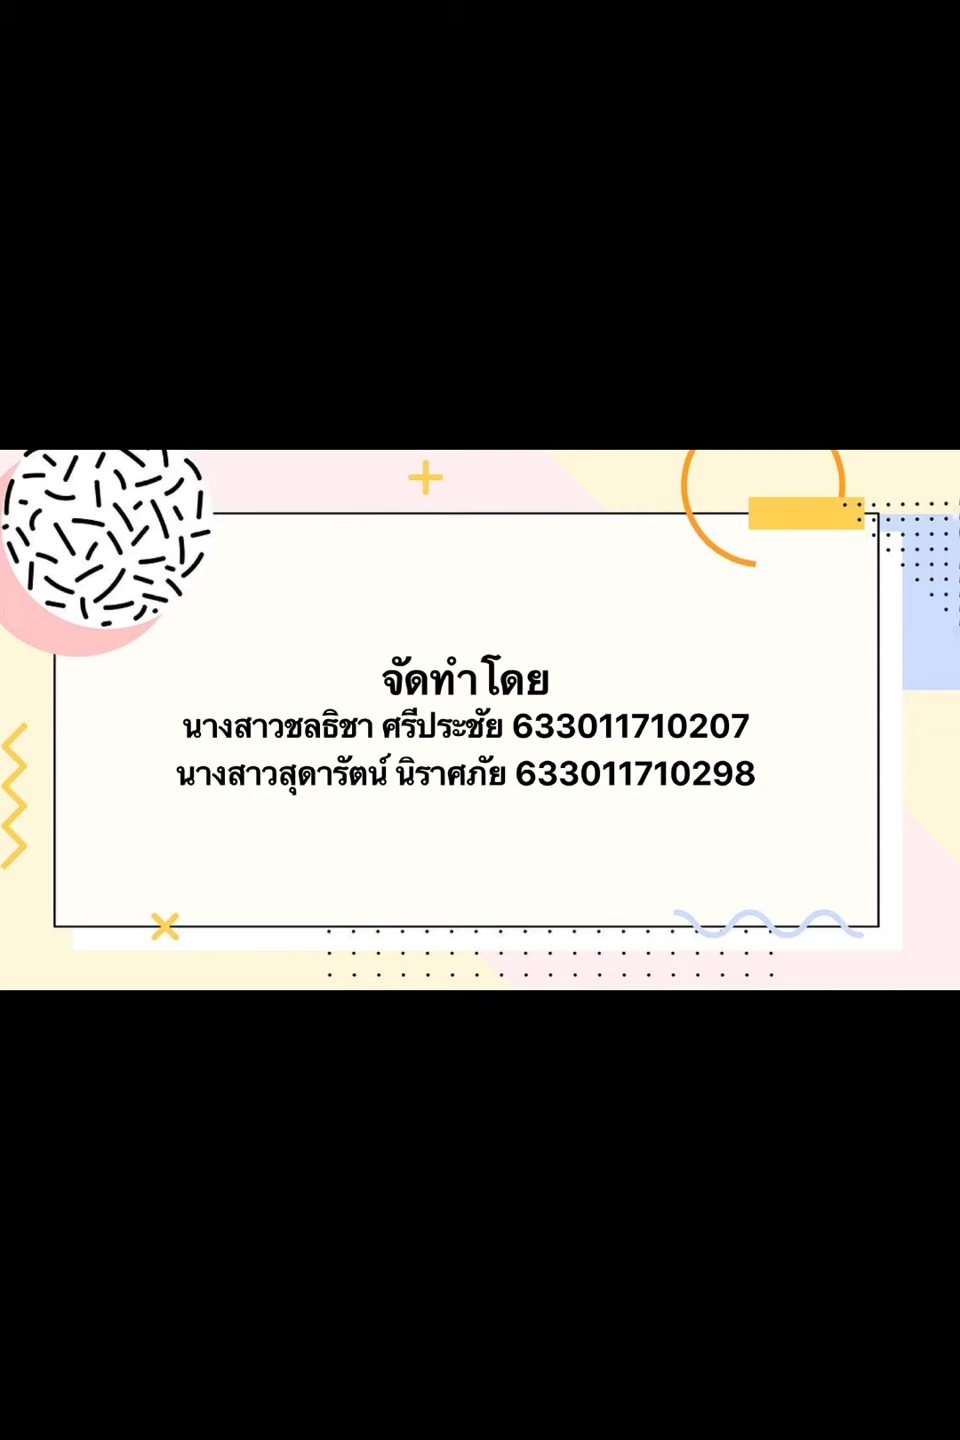 จัดทำโดย
นางสาวชลธิชา ศรีประชัย 633011710207
นางสาวสุดารัตน์ นิราศภัย 633011710298